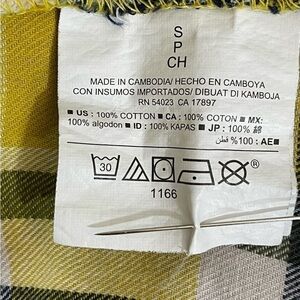 S
P
CH
MADE IN CAMBODIA/ HECHO EN CAMBOYA
CON INSUMOS IMPORTADOS/ DIBUAT DI KAMBOJA
RN 54023 CA 17897
■ US : 100% COTTON ■ CA : 100% COTON ■ MX:
100% algodon ■ ID : 100% KAPAS ■ JP : 100% 綿
■ AE : 100% قطن
30 ®
1166